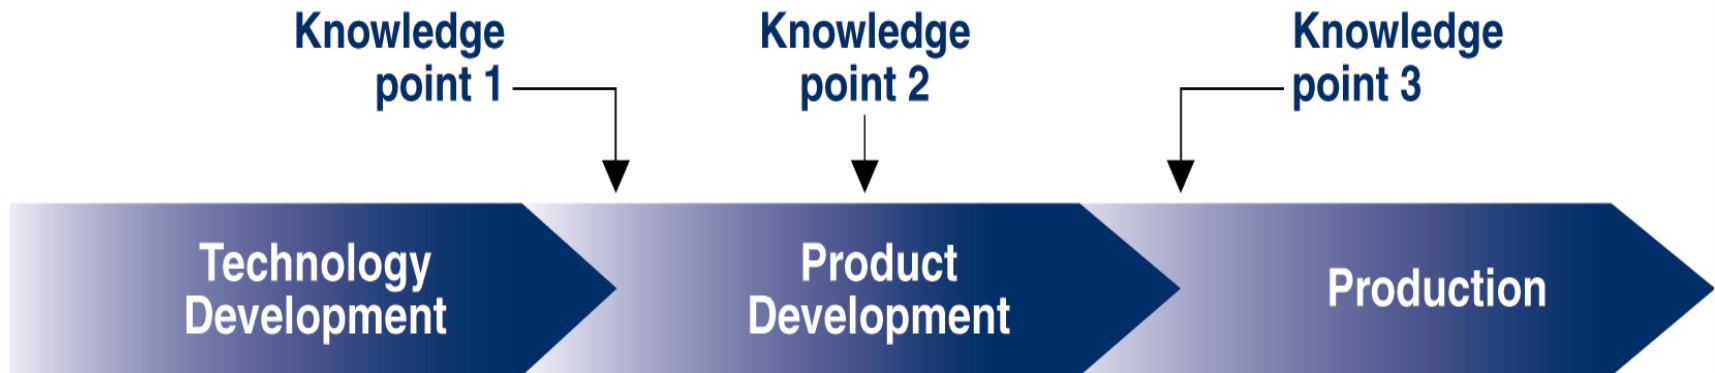 Knowledge
point 1
Knowledge
point 2
Knowledge
point 3
Technology
Development
Product
Development
Production